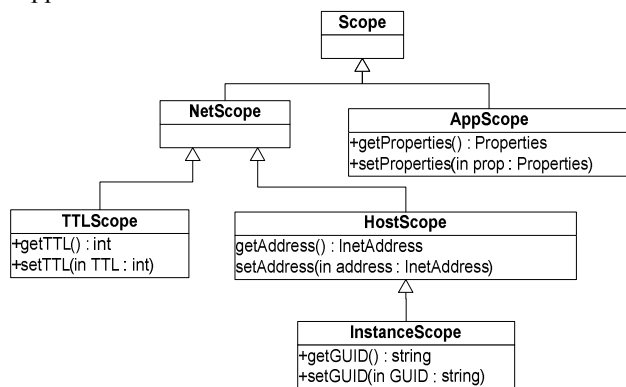 Scope
NetScope
AppScope
+getProperties() : Properties
+setProperties(in prop : Properties)
TTLScope
+getTTL() : int
+setTTL(in TTL : int)
HostScope
getAddress() : InetAddress
setAddress(in address : InetAddress)
InstanceScope
+getGUID() : string
+setGUID(in GUID : string)